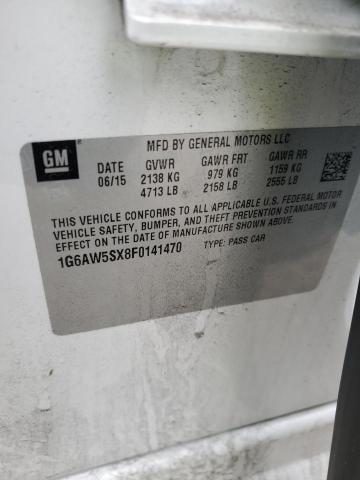 GM
MFD BY GENERAL MOTORS LLC
DATE GVWR GAWR FRT GAWR RR
06/15 2138 KG 979 KG 1159 KG
4713 LB 2158 LB 2555 LB
THIS VEHICLE CONFORMS TO ALL APPLICABLE U.S. FEDERAL MOTOR
VEHICLE SAFETY, BUMPER, AND THEFT PREVENTION STANDARDS IN
EFFECT ON THE DATE OF MANUFACTURE SHOWN ABOVE.
1G6AW5SX8F0141470 TYPE: PASS CAR